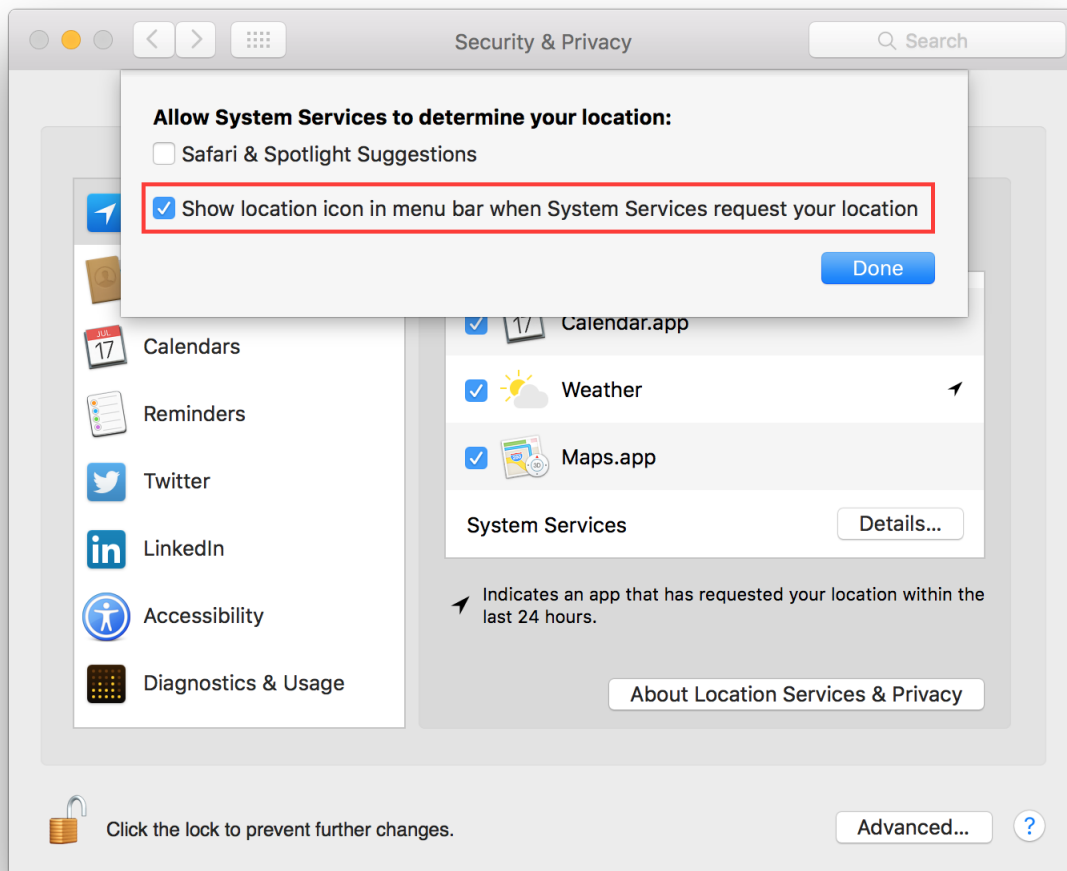 Security & Privacy
Search
Allow System Services to determine your location:
Safari & Spotlight Suggestions
Show location icon in menu bar when System Services request your location
Done
JUL
17
Calendars
Reminders
Twitter
in
LinkedIn
Accessibility
Diagnostics & Usage
17
Calendar.app
Weather
3D
Maps.app
System Services
Details...
Indicates an app that has requested your location within the
last 24 hours.
About Location Services & Privacy
Click the lock to prevent further changes.
Advanced...
?